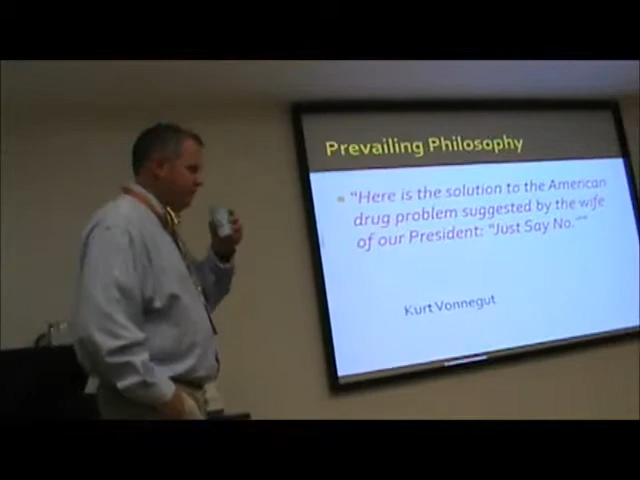 Prevailing Philosophy
"Here is the solution to the American
drug problem suggested by the wife
of our President: "Just Say No.""
Kurt Vonnegut